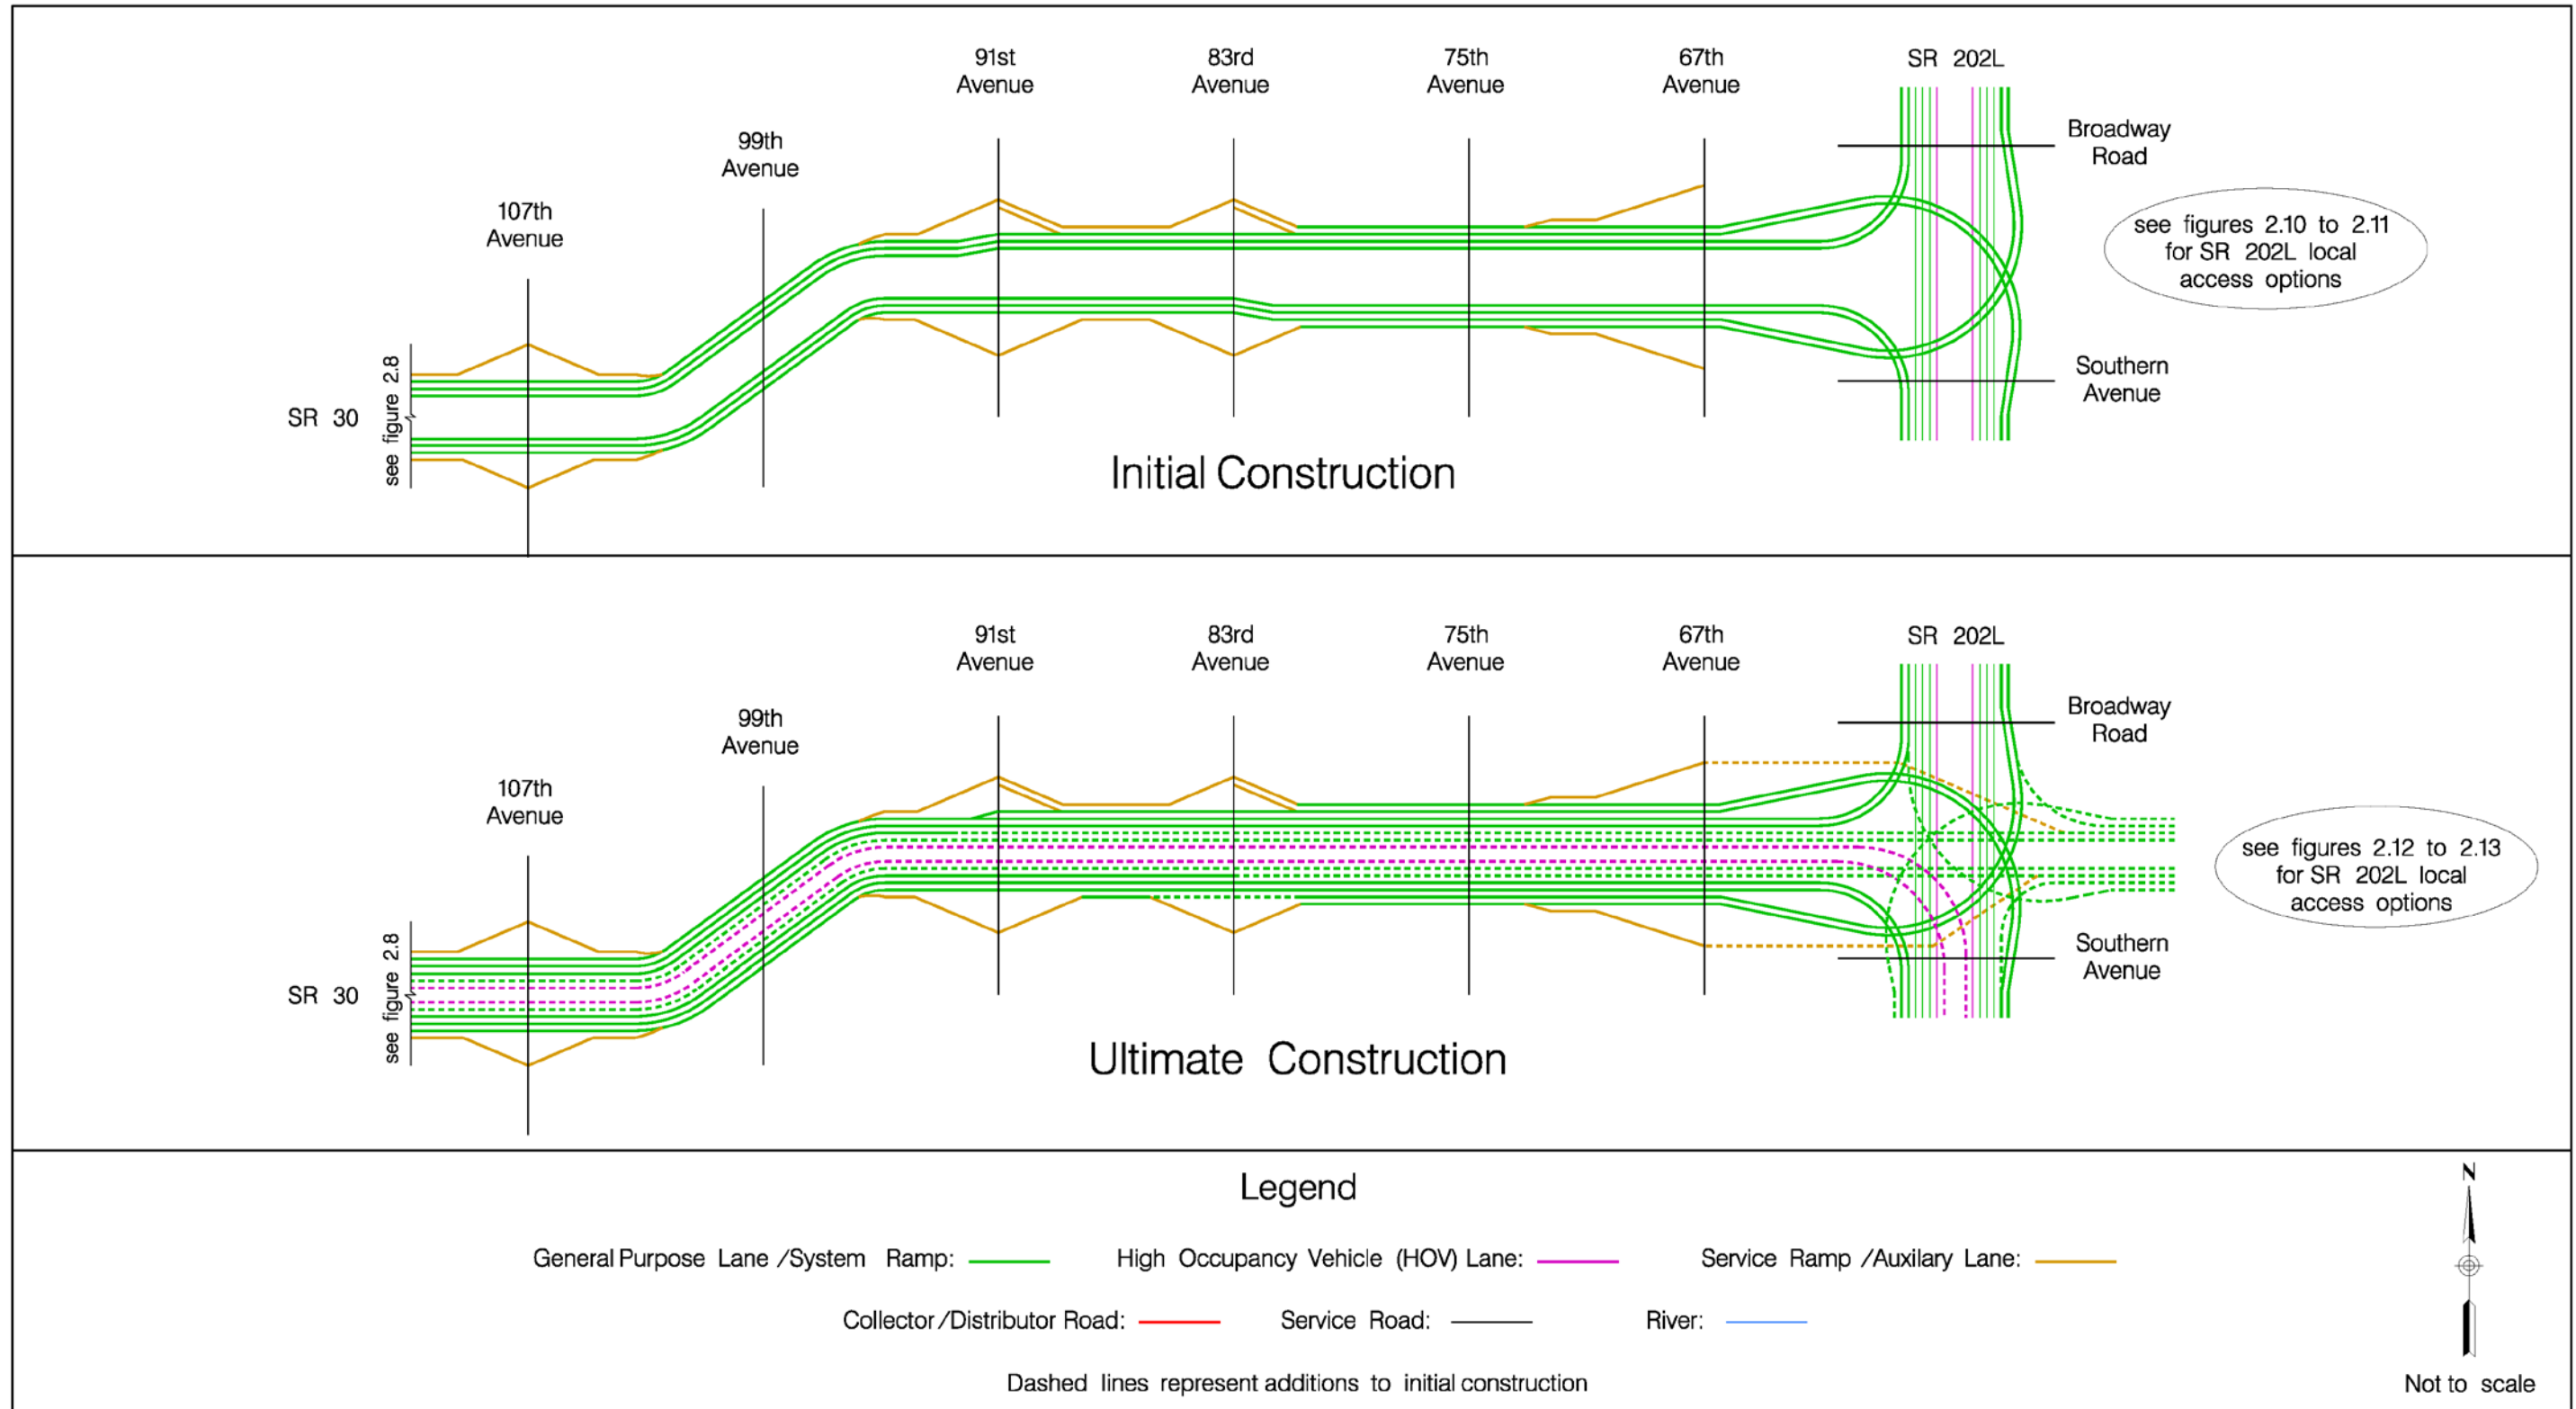 91st
Avenue
83rd
Avenue
75th
Avenue
67th
Avenue
SR 202L
99th
Avenue
Broadway
Road
107th
Avenue
see figures 2.10 to 2.11
for SR 202L local
access options
SR 30
see figure 2.8
Southern
Avenue
Initial Construction
91st
Avenue
83rd
Avenue
75th
Avenue
67th
Avenue
SR 202L
99th
Avenue
Broadway
Road
107th
Avenue
see figures 2.12 to 2.13
for SR 202L local
access options
SR 30
see figure 2.8
Southern
Avenue
Ultimate Construction
Legend
General Purpose Lane /System Ramp:
High Occupancy Vehicle (HOV) Lane:
Service Ramp /Auxilary Lane:
Collector/Distributor Road:
Service Road:
River:
Dashed lines represent additions to initial construction
N
Not to scale